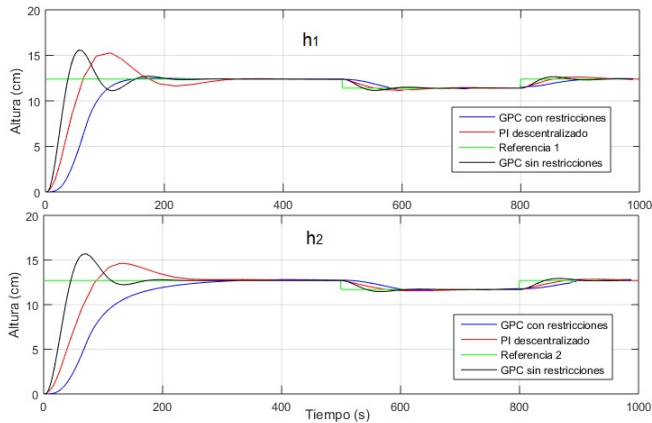 20
15
10
5
0
Altura (cm)
h1
GPC con restricciones
PI descentralizado
Referencia 1
GPC sin restricciones
0
200
400
600
800
1000
20
15
10
5
0
Altura (cm)
h2
GPC con restricciones
PI descentralizado
Referencia 2
GPC sin restricciones
0
200
400
600
800
1000
Tiempo (s)